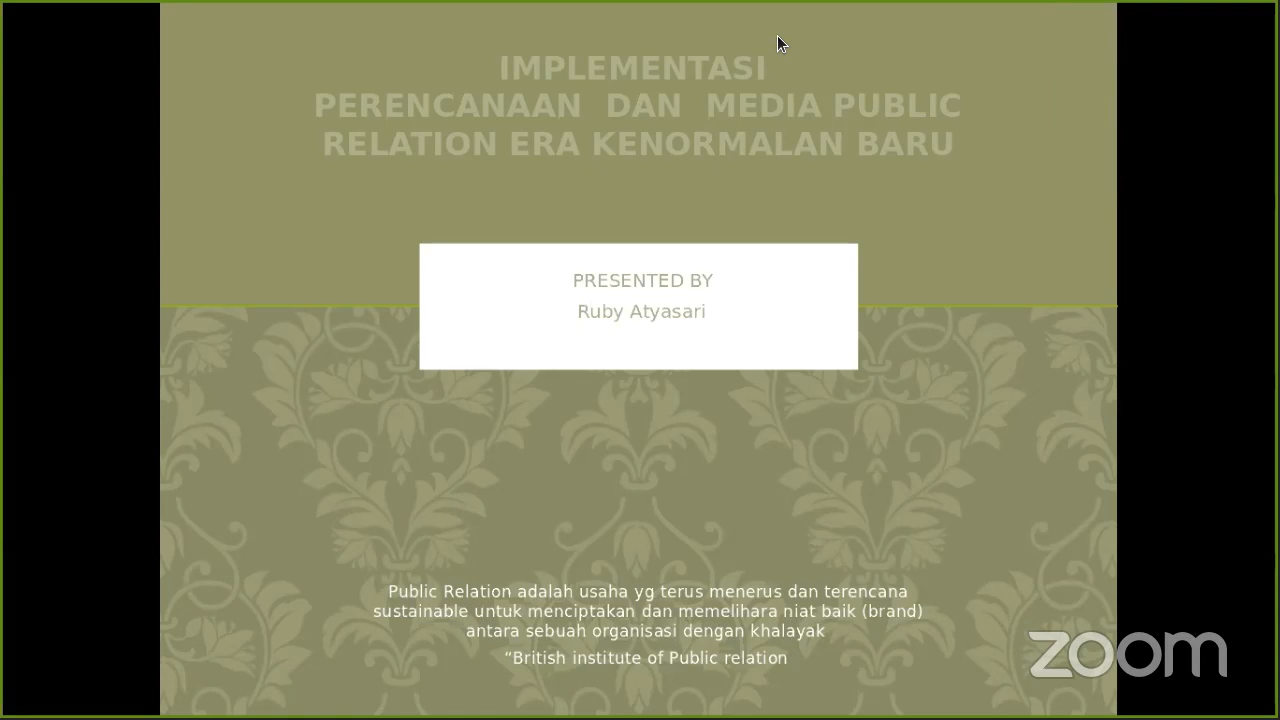 IMPLEMENTASI
PERENCANAAN DAN MEDIA PUBLIC
RELATION ERA KENORMALAN BARU
PRESENTED BY
Ruby Atyasari
Public Relation adalah usaha yg terus menerus dan terencana
sustainable untuk menciptakan dan memelihara niat baik (brand)
antara sebuah organisasi dengan khalayak
“British institute of Public relation
zoom